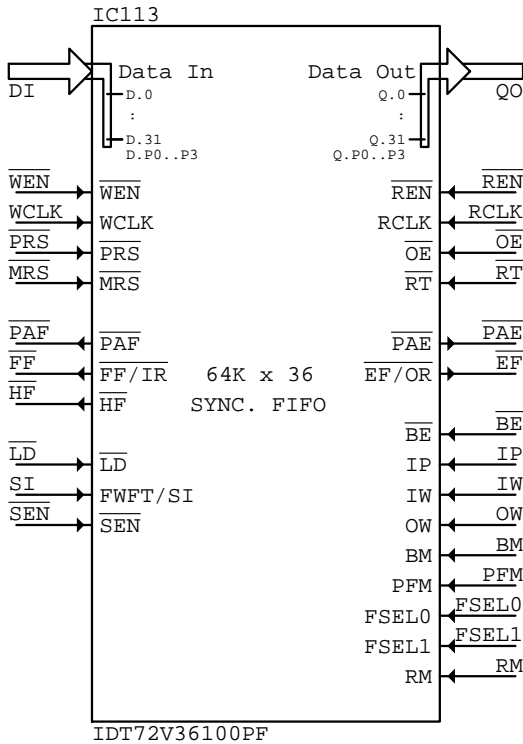 IC113
DI Data In Data Out QO
D.0 Q.0
: :
D.31 Q.31
D.P0..P3 Q.P0..P3
WEN WEN REN REN
WCLK WCLK RCLK RCLK
PRS PRS OE OE
MRS MRS RT RT
PAF PAF PAE PAE
FF FF/IR 64K x 36 EF/OR EF
HF HF SYNC. FIFO
BE BE
LD LD IP IP
SI FWFT/SI IW IW
SEN SEN OW OW
BM BM
PFM PFM
FSEL0 FSEL0
FSEL1 FSEL1
RM RM
IDT72V36100PF